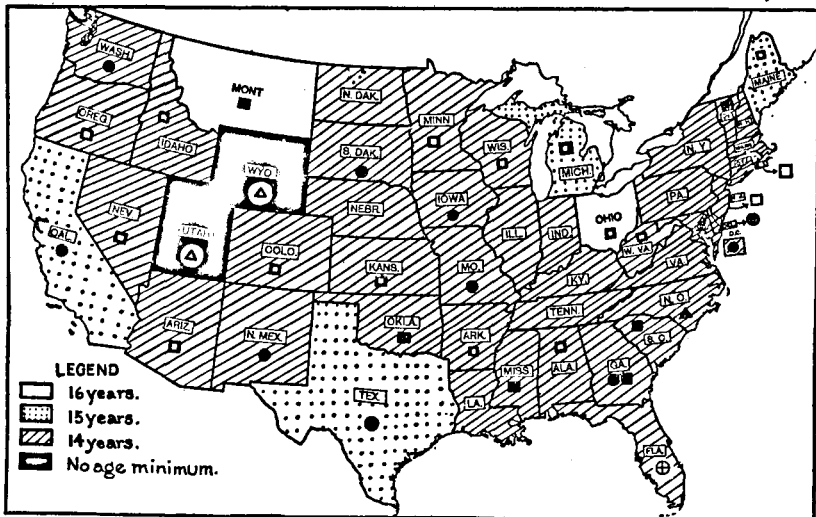 WASH.
MONT
N. DAK.
MINN
MAINE
OREG.
IDAHO
S. DAK.
WIS.
MICH.
N.Y.
WYO
IOWA
PA.
NEV.
UTAH
NEBR.
ILL.
IND.
OHIO
CAL.
COLO.
KANS.
MO.
W. VA.
VA.
KY.
D.C.
ARIZ.
N. MEX.
OKLA.
ARK.
TENN.
N. C.
S. C.
TEX.
LA.
MISS.
ALA.
GA.
FLA.
LEGEND
16 years.
15 years.
14 years.
No age minimum.